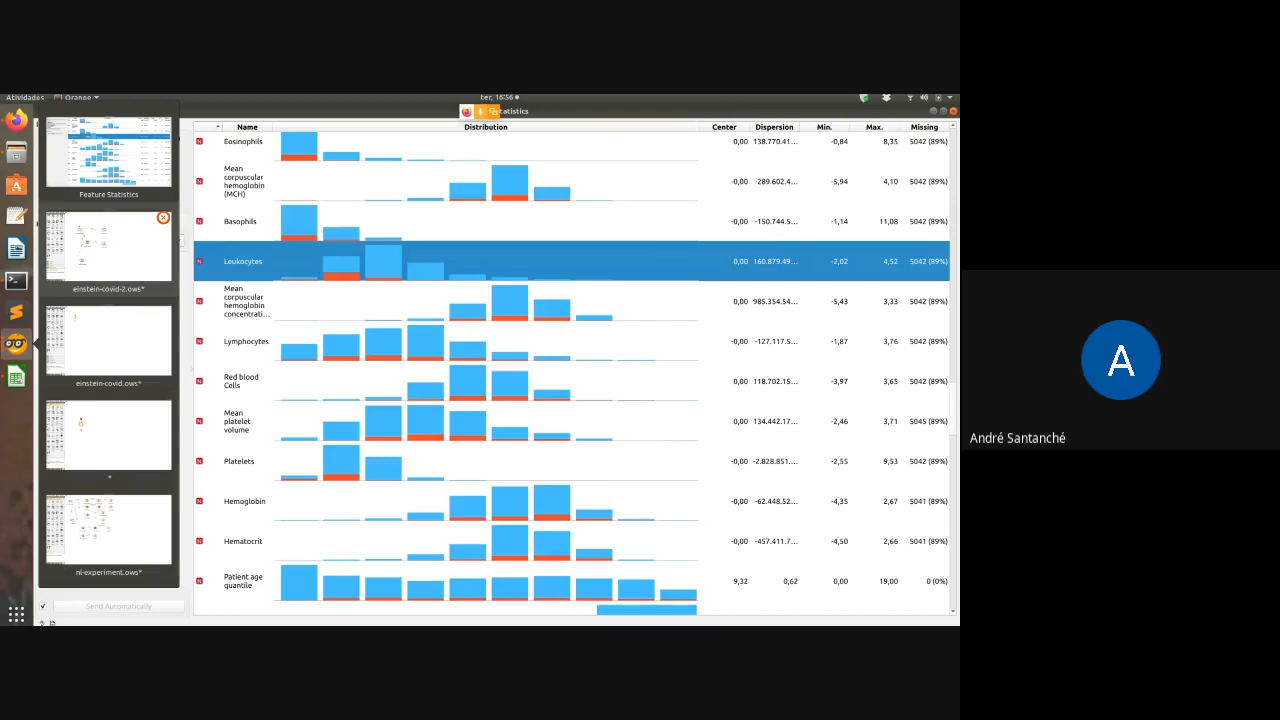 Atividades Orange ter, 16:56
tatistics
Name Distribution Center Dispersion Min. Max. Missing
N Eosinophils 0,00 138.770.41... -0,84 8,35 5042 (89%)
Mean
corpuscular
hemoglobin
(MCH)
N -0,00 -289.602.4... -5,94 4,10 5042 (89%)
N Basophils -0,00 -150.744.5... -1,14 11,08 5042 (89%)
N Leukocytes 0,00 160.879.49... -2,02 4,52 5042 (89%)
Mean
corpuscular
hemoglobin
concentrati...
N 0,00 985.354.54... -5,43 3,33 5042 (89%)
N Lymphocytes -0,00 -127.117.5... -1,87 3,76 5042 (89%)
Red blood
Cells
N 0,00 118.702.15... -3,97 3,65 5042 (89%)
Mean
platelet
volume
N 0,00 134.442.17... -2,46 3,71 5045 (89%)
N Platelets -0,00 -2.828.851.... -2,55 9,53 5042 (89%)
N Hemoglobin -0,00 -62.448.52... -4,35 2,67 5041 (89%)
N Hematocrit -0,00 -457.411.7... -4,50 2,66 5041 (89%)
Patient age
quantile
N 9,32 0,62 0,00 19,00 0 (0%)
Feature Statistics
einstein-covid-2.ows*
einstein-covid.ows*
*
nl-experiment.ows*
Send Automatically
A
André Santanchè